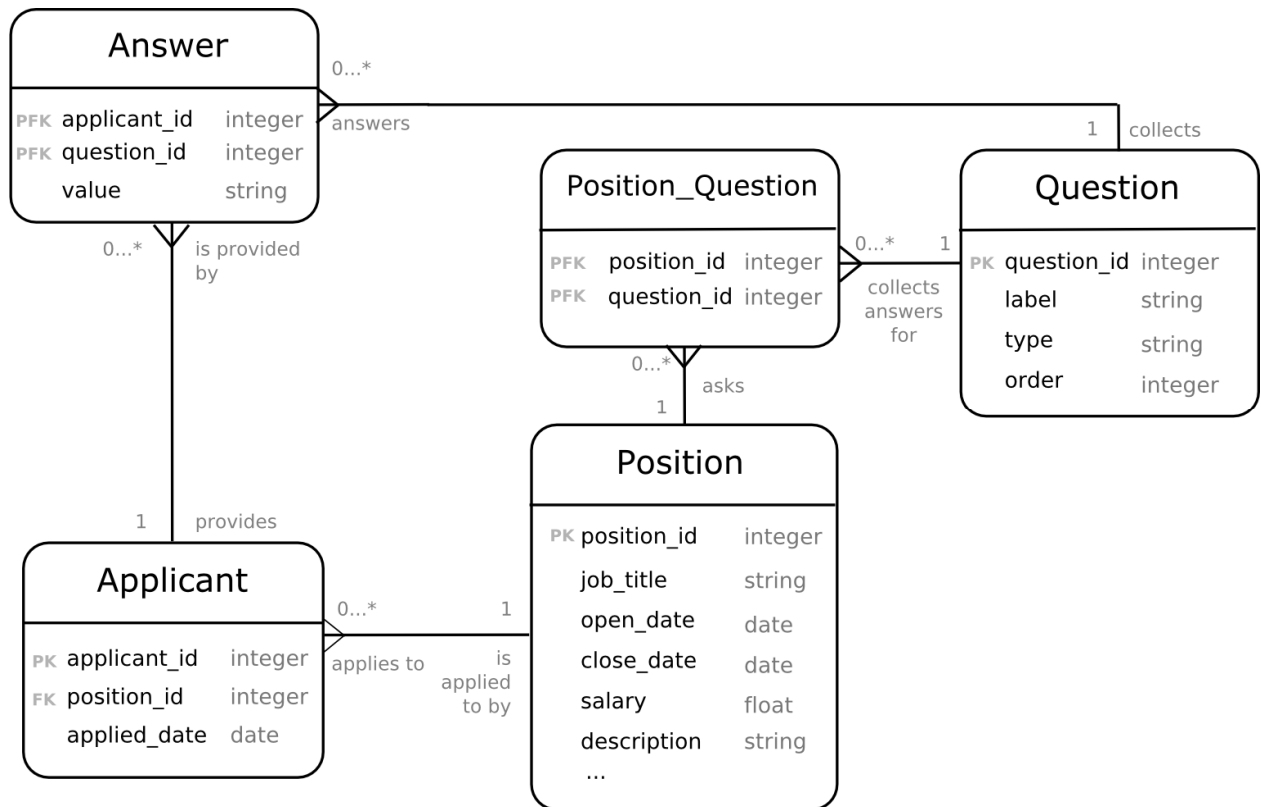 Answer
PFK applicant_id integer
PFK question_id integer
value string
0...*
answers
1 collects
0...* is provided
by
Position_Question
PFK position_id integer
PFK question_id integer
Question
PK question_id integer
label string
type string
order integer
0...* 1
collects
answers
for
0...*
asks
1
1 provides
Applicant
PK applicant_id integer
FK position_id integer
applied_date date
0...* 1
applies to
is
applied
to by
Position
PK position_id integer
job_title string
open_date date
close_date date
salary float
description string
...